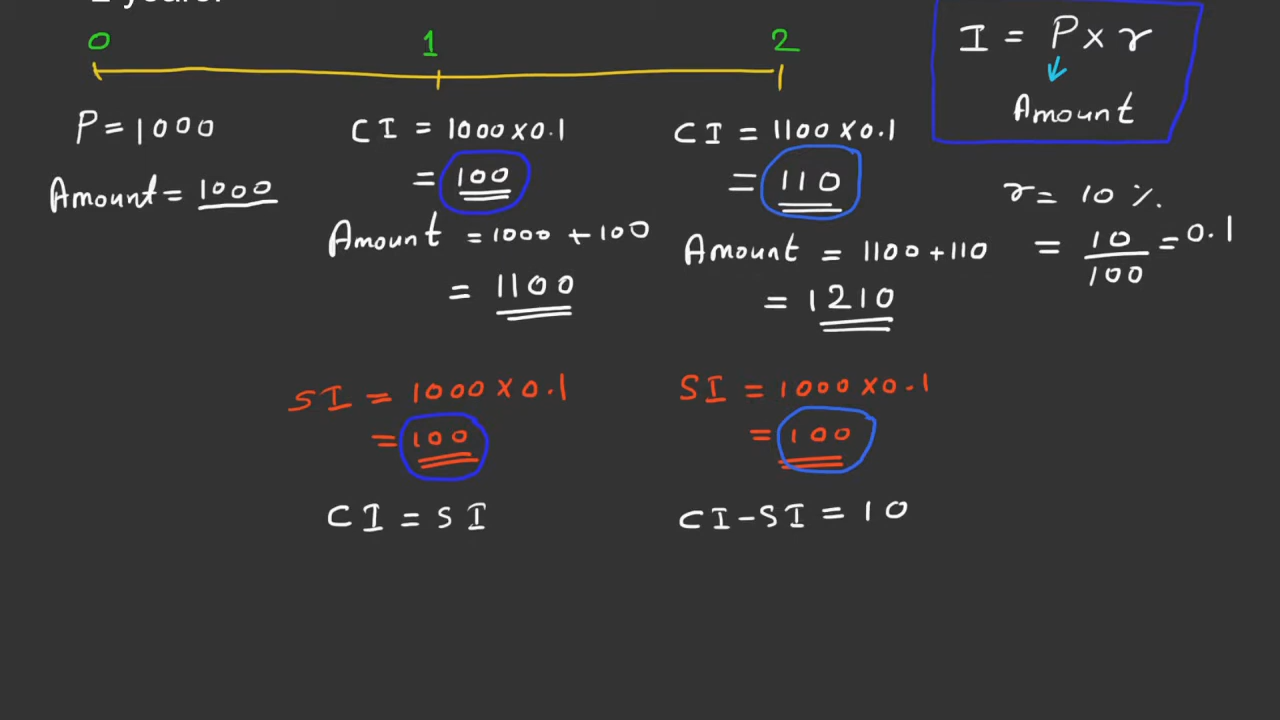 2 years.
0 1 2
I = P x r
Amount
P = 1000
Amount = 1000
CI = 1000 x 0.1
= 100
Amount = 1000 + 100
= 1100
CI = 1100 x 0.1
= 110
Amount = 1100 + 110
= 1210
r = 10 %.
= 10/100 = 0.1
SI = 1000 x 0.1
= 100
CI = SI
SI = 1000 x 0.1
= 100
CI - SI = 10